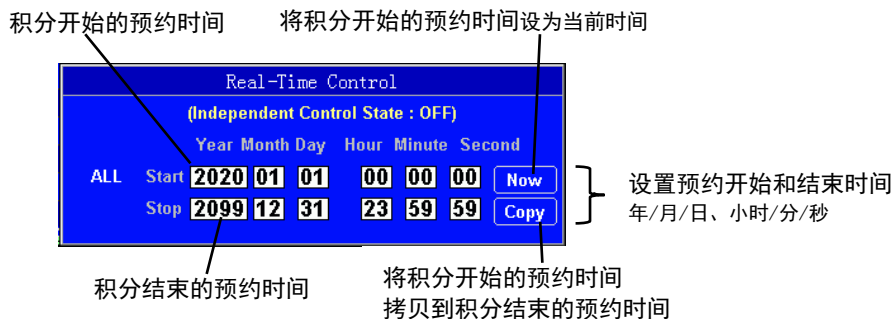 积分开始的预约时间
将积分开始的预约时间设为当前时间
Real-Time Control
(Independent Control State : OFF)
Year Month Day Hour Minute Second
ALL Start 2020 01 01 00 00 00 Now
Stop 2099 12 31 23 59 59 Copy
设置预约开始和结束时间
年/月/日、小时/分/秒
积分结束的预约时间
将积分开始的预约时间
拷贝到积分结束的预约时间